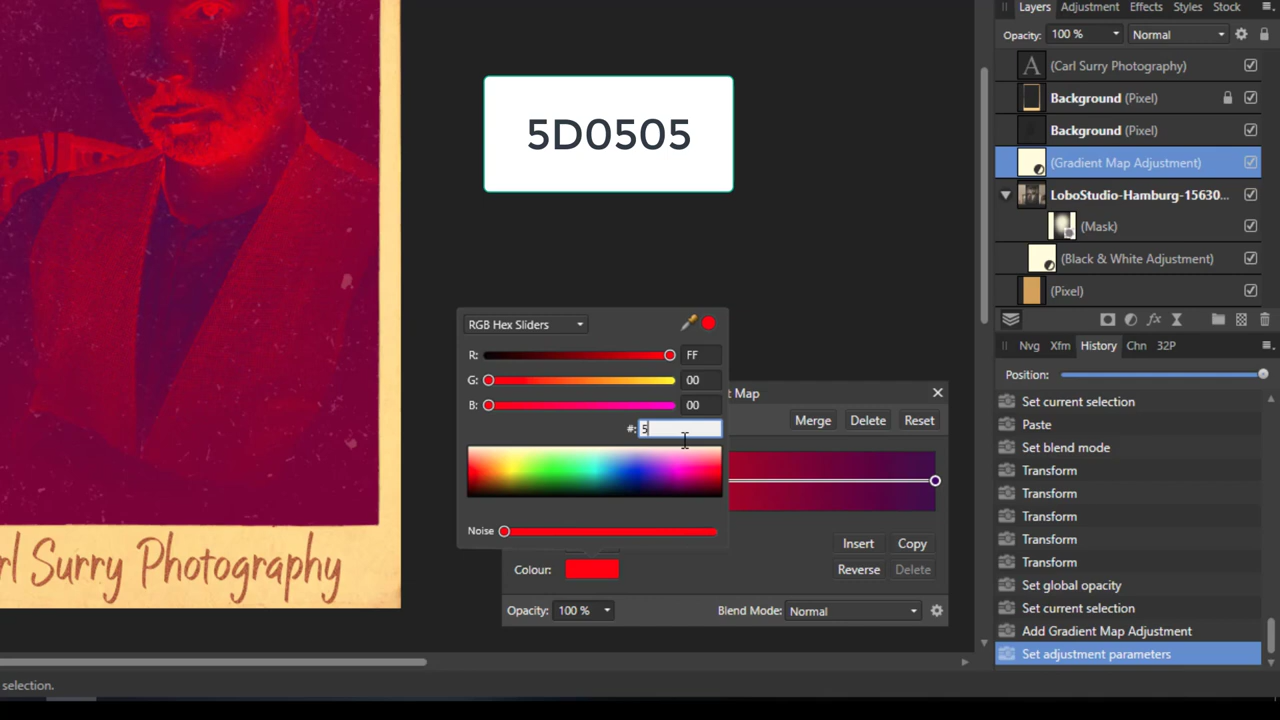 Layers Adjustment Effects Styles Stock
Opacity: 100 % Normal
A (Carl Surry Photography)
Background (Pixel)
Background (Pixel)
(Gradient Map Adjustment)
LoboStudio-Hamburg-15630...
(Mask)
(Black & White Adjustment)
(Pixel)
fx
Nvg Xfm History Chn 32P
Position:
Set current selection
Paste
Set blend mode
Transform
Transform
Transform
Transform
Transform
Set global opacity
Set current selection
Add Gradient Map Adjustment
Set adjustment parameters
5D0505
RGB Hex Sliders
R: FF
G: 00
B: 00
#: 5
Noise
t Map
Merge Delete Reset
Insert Copy
Colour: Reverse Delete
Opacity: 100 % Blend Mode: Normal
rl Surry Photography
selection.